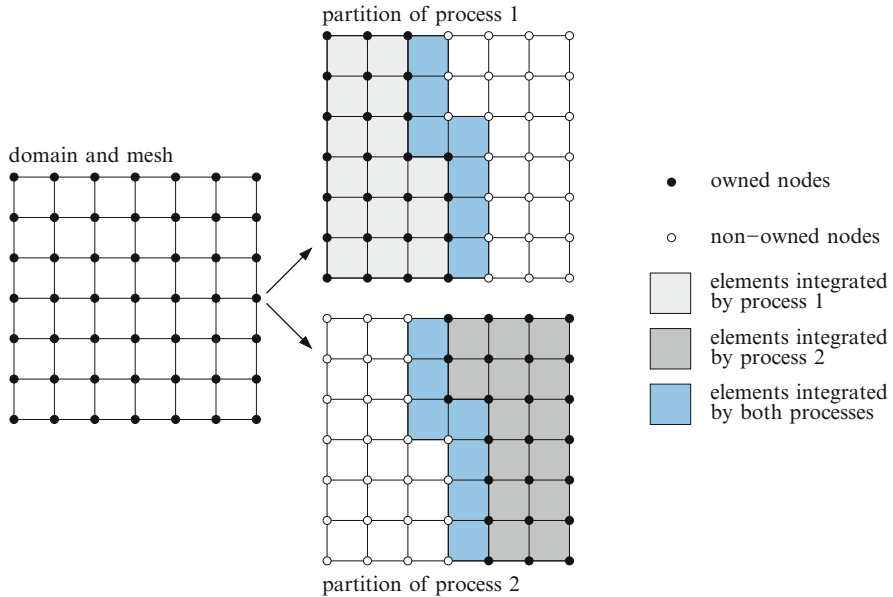 partition of process 1
domain and mesh
owned nodes
non−owned nodes
elements integrated
by process 1
elements integrated
by process 2
elements integrated
by both processes
partition of process 2